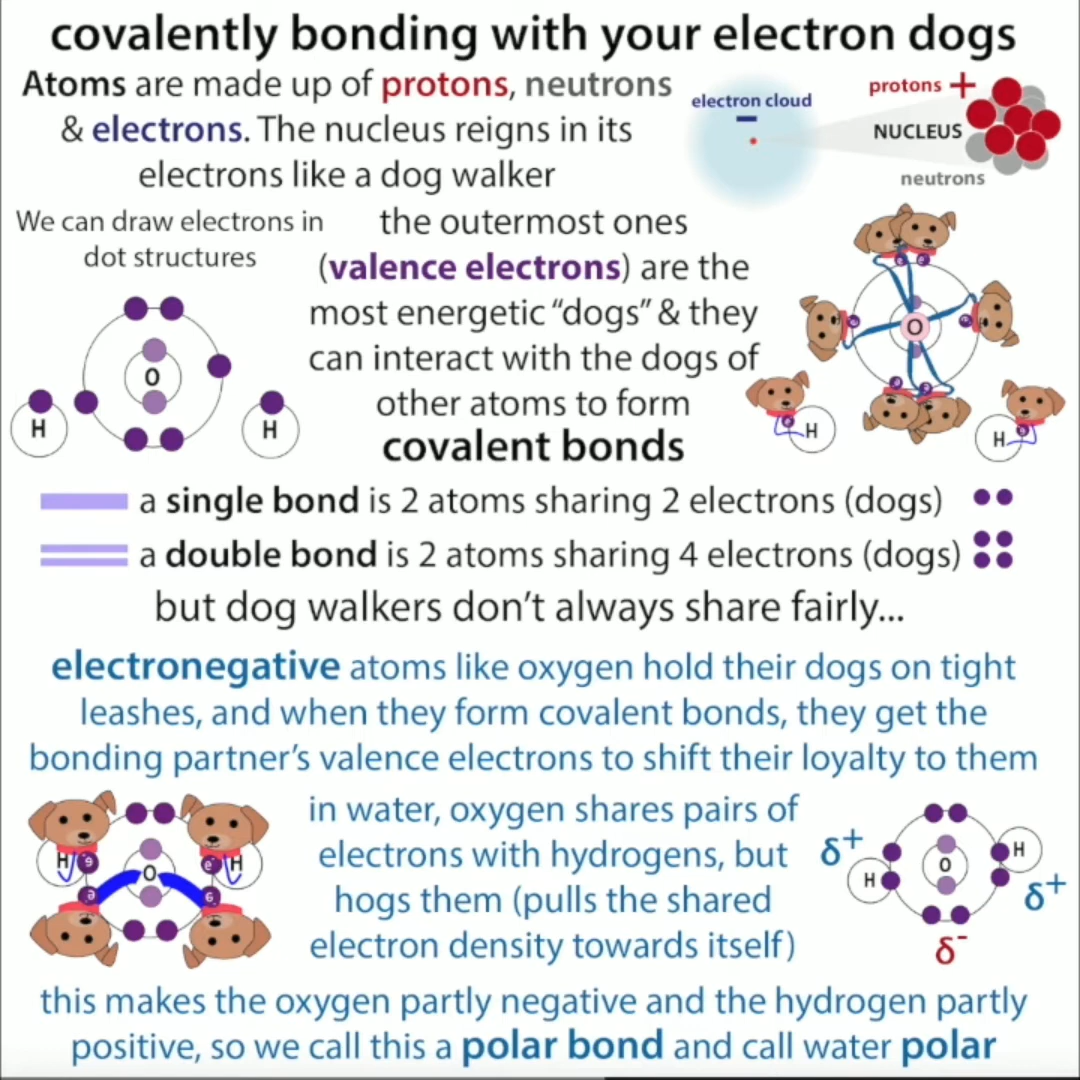 covalently bonding with your electron dogs
Atoms are made up of protons, neutrons
& electrons. The nucleus reigns in its
electrons like a dog walker
electron cloud
−
protons +
NUCLEUS
neutrons
We can draw electrons in
dot structures
the outermost ones
(valence electrons) are the
most energetic “dogs” & they
can interact with the dogs of
other atoms to form
covalent bonds
O
H
H
O
H
H
a single bond is 2 atoms sharing 2 electrons (dogs)
a double bond is 2 atoms sharing 4 electrons (dogs)
but dog walkers don’t always share fairly...
electronegative atoms like oxygen hold their dogs on tight
leashes, and when they form covalent bonds, they get the
bonding partner’s valence electrons to shift their loyalty to them
H
O
H
in water, oxygen shares pairs of
electrons with hydrogens, but
hogs them (pulls the shared
electron density towards itself)
δ+
H
O
H
δ+
δ-
this makes the oxygen partly negative and the hydrogen partly
positive, so we call this a polar bond and call water polar